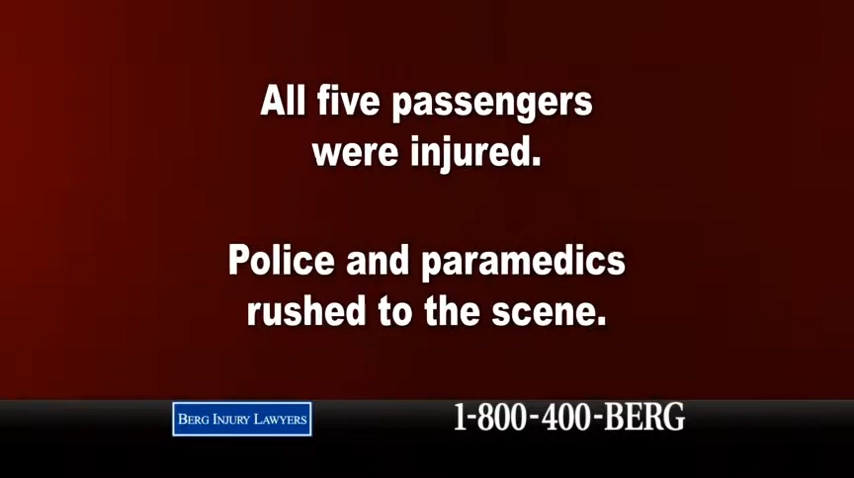 All five passengers
were injured.
Police and paramedics
rushed to the scene.
BERG INJURY LAWYERS
1-800-400-BERG